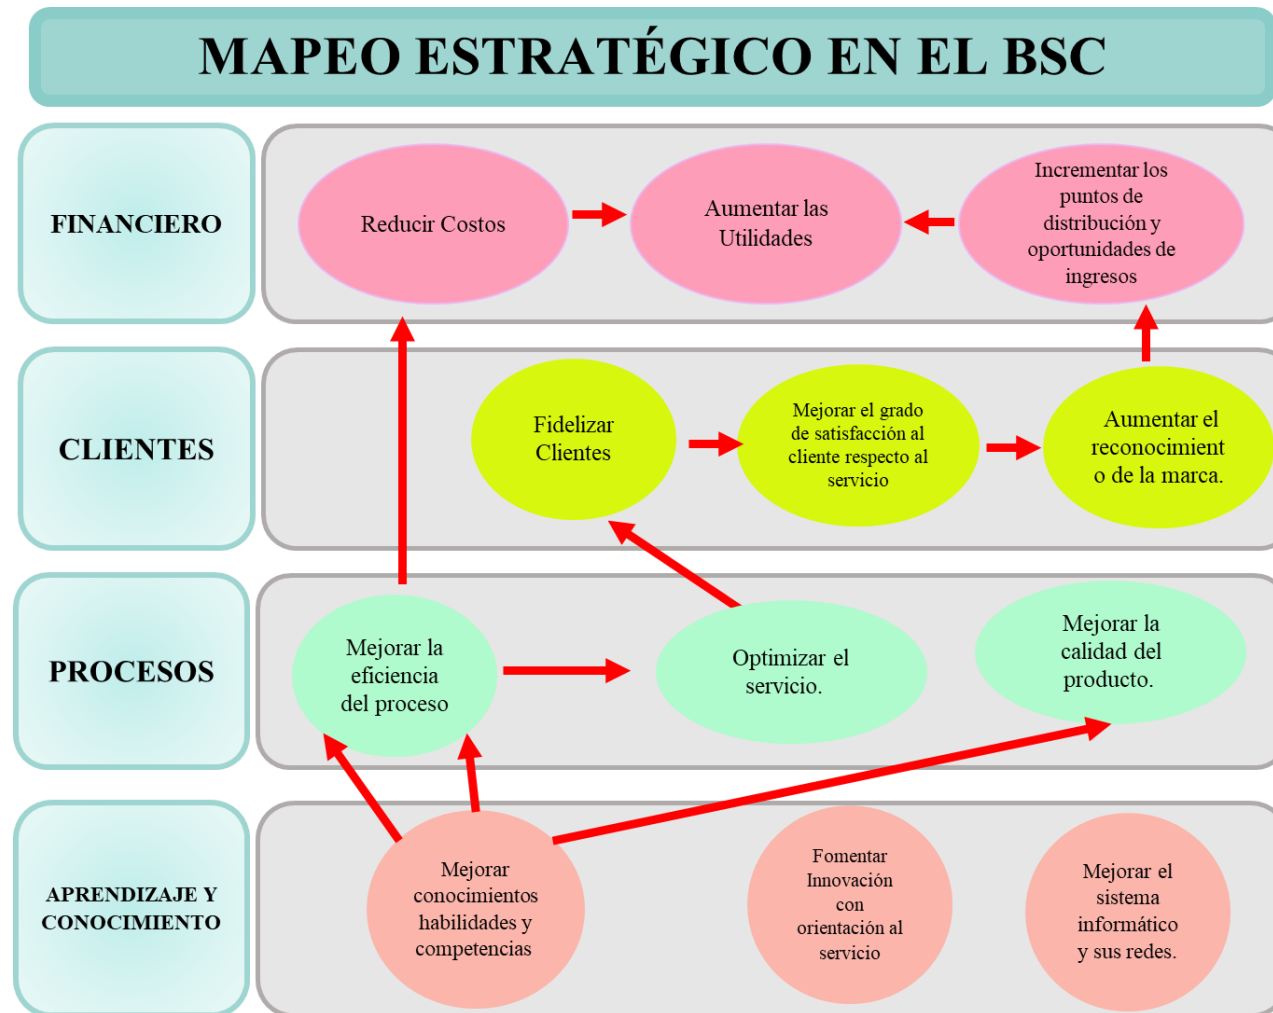 MAPEO ESTRATÉGICO EN EL BSC
FINANCIERO
Reducir Costos
Aumentar las
Utilidades
Incrementar los
puntos de
distribución y
oportunidades de
ingresos
CLIENTES
Fidelizar
Clientes
Mejorar el grado
de satisfacción al
cliente respecto al
servicio
Aumentar el
reconocimient
o de la marca.
PROCESOS
Mejorar la
eficiencia
del proceso
Optimizar el
servicio.
Mejorar la
calidad del
producto.
APRENDIZAJE Y
CONOCIMIENTO
Mejorar
conocimientos
habilidades y
competencias
Fomentar
Innovación
con
orientación al
servicio
Mejorar el
sistema
informático
y sus redes.